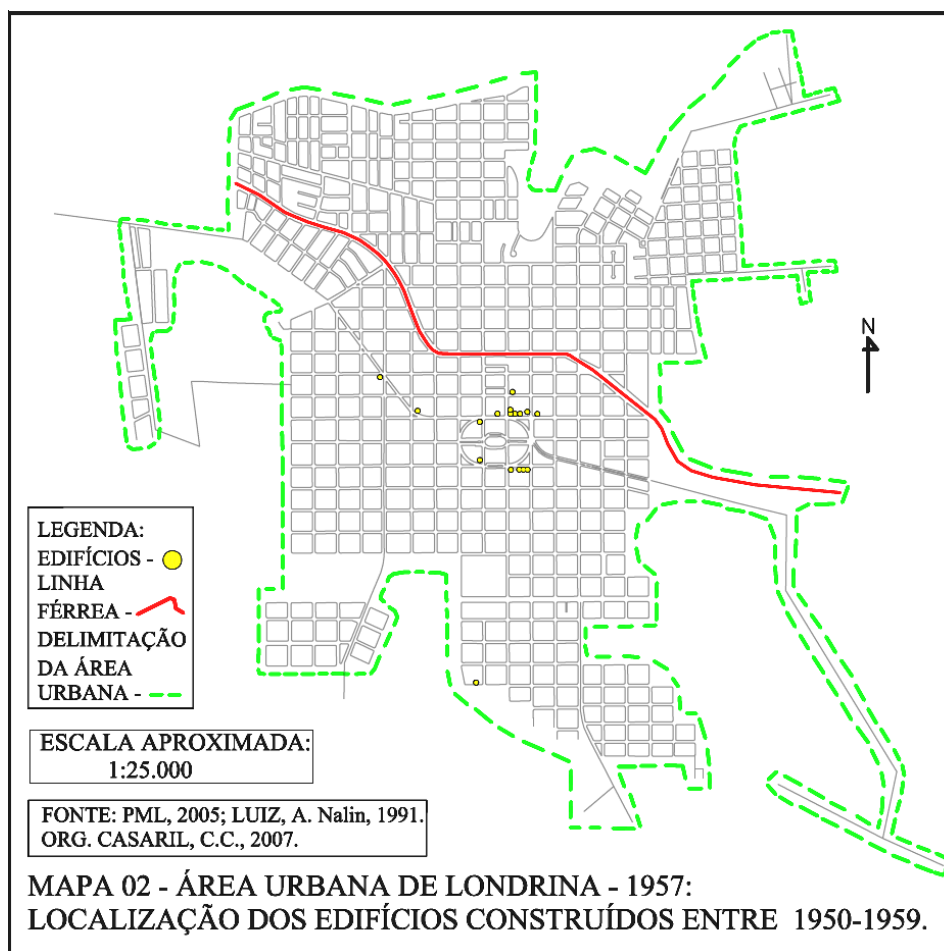 N
LEGENDA:
EDIFÍCIOS -
LINHA
FÉRREA -
DELIMITAÇÃO
DA ÁREA
URBANA -
ESCALA APROXIMADA:
1:25.000
FONTE: PML, 2005; LUIZ, A. Nalin, 1991.
ORG. CASARIL, C.C., 2007.
MAPA 02 - ÁREA URBANA DE LONDRINA - 1957:
LOCALIZAÇÃO DOS EDIFÍCIOS CONSTRUÍDOS ENTRE 1950-1959.